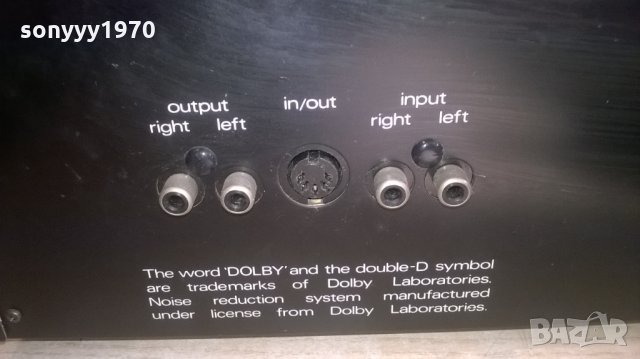 sonyyy1970
output in/out input
right left right left
The word 'DOLBY' and the double-D symbol
are trademarks of Dolby Laboratories.
Noise reduction system manufactured
under license from Dolby Laboratories.
BAZAR